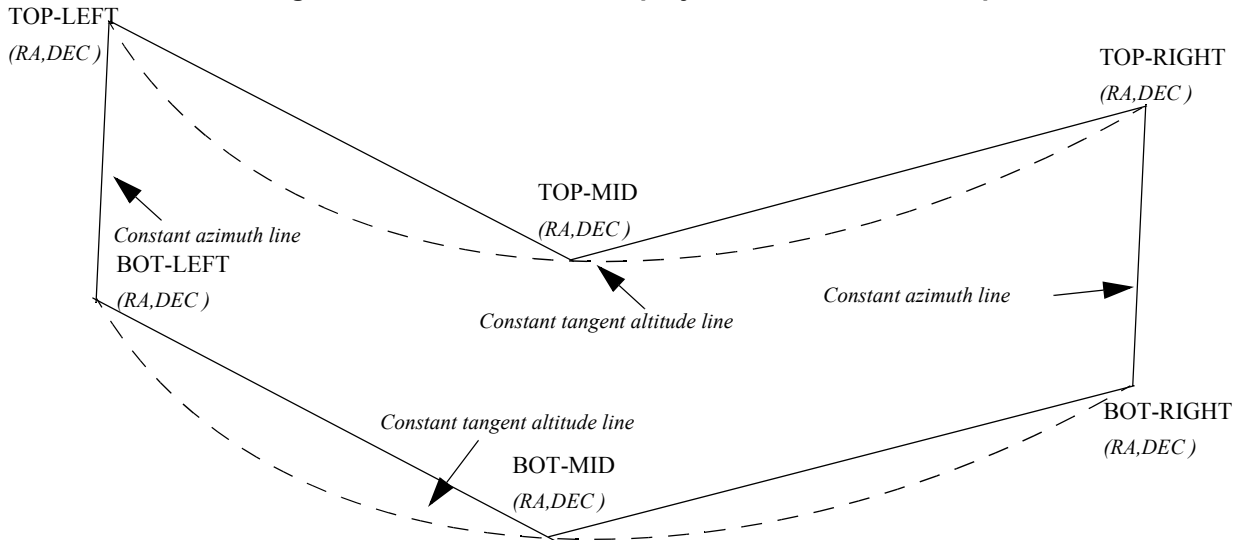 TOP-LEFT
(RA,DEC )
TOP-RIGHT
(RA,DEC )
TOP-MID
(RA,DEC )
Constant azimuth line
BOT-LEFT
(RA,DEC )
Constant azimuth line
Constant tangent altitude line
Constant tangent altitude line
BOT-RIGHT
(RA,DEC )
BOT-MID
(RA,DEC )